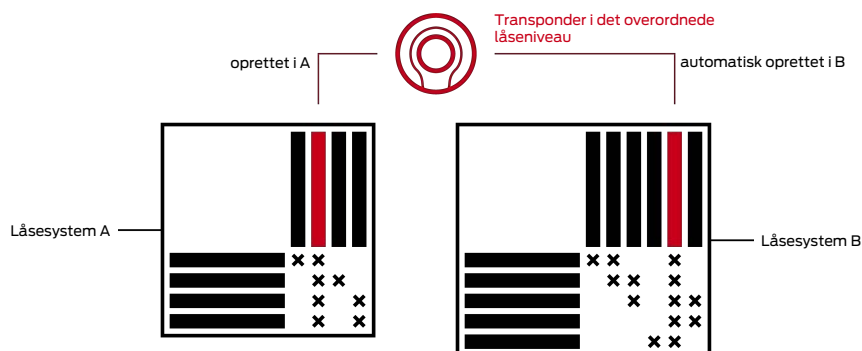 Transponder i det overordnede
låseniveau
oprettet i A
automatisk oprettet i B
Låsesystem A
Låsesystem B